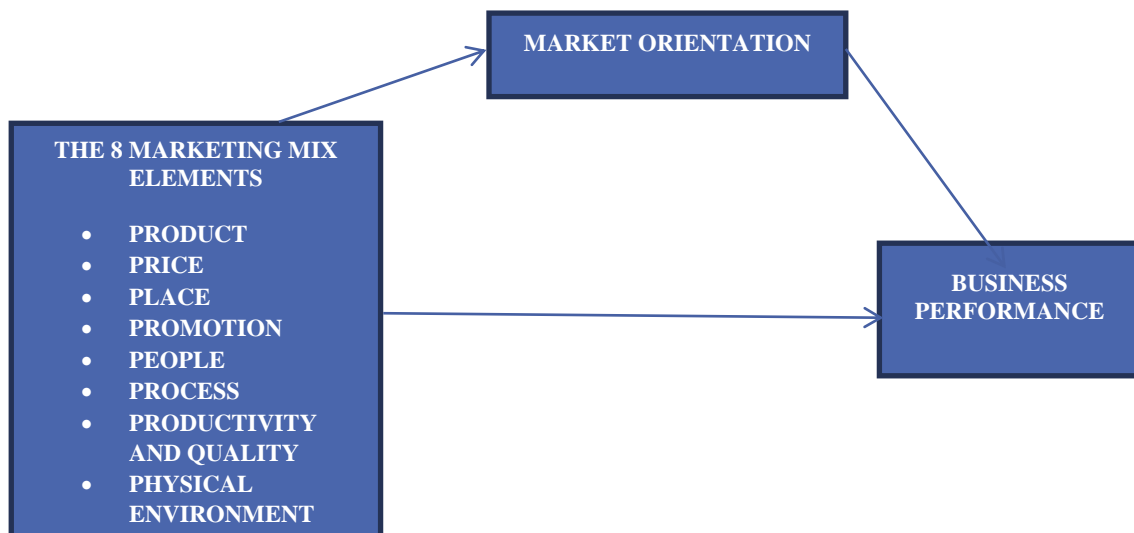 MARKET ORIENTATION
THE 8 MARKETING MIX
ELEMENTS
• PRODUCT
• PRICE
• PLACE
• PROMOTION
• PEOPLE
• PROCESS
• PRODUCTIVITY
AND QUALITY
• PHYSICAL
ENVIRONMENT
BUSINESS
PERFORMANCE